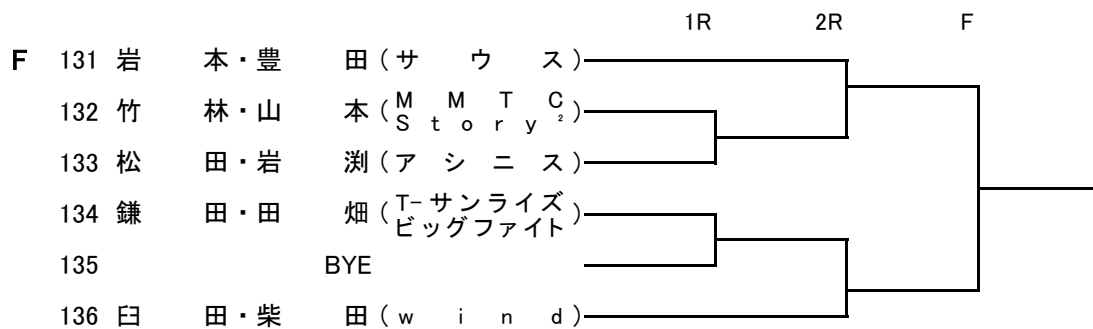 1R 2R F
F 131 岩本・豊田(サウス)
132 竹林・山本(MMTC
Story²)
133 松田・岩渕(アシニス)
134 鎌田・田畑(T-サンライズ
ビッグファイト)
135 BYE
136 臼田・柴田(wind)